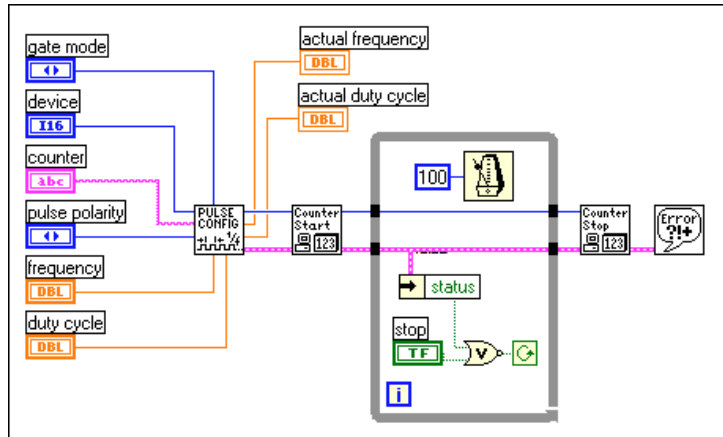 gate mode
device
I16
counter
abc
pulse polarity
frequency
DBL
duty cycle
DBL
actual frequency
DBL
actual duty cycle
DBL
PULSE
CONFIG
Counter
Start
123
100
status
stop
TF
V
i
Counter
Stop
123
Error
?!+